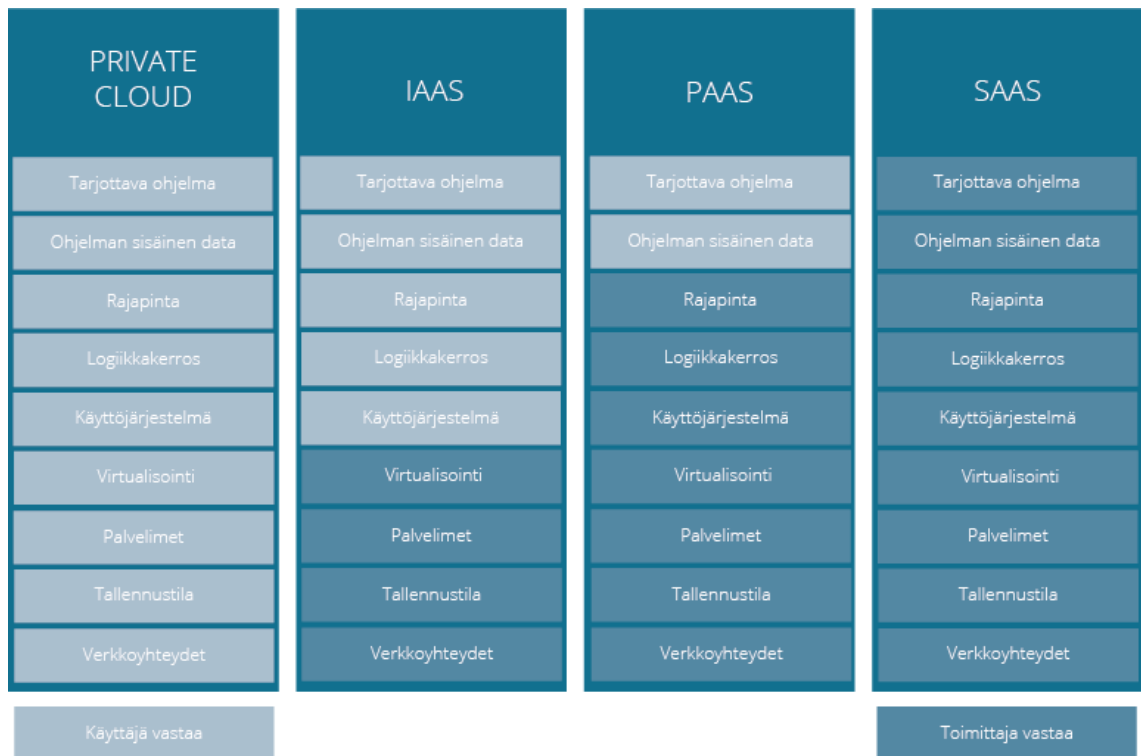 PRIVATE
CLOUD
Tarjottava ohjelma
Ohjelman sisäinen data
Rajapinta
Logiikkakerros
Käyttöjärjestelmä
Virtualisointi
Palvelimet
Tallennustila
Verkkoyhteydet
Käyttäjä vastaa
IAAS
Tarjottava ohjelma
Ohjelman sisäinen data
Rajapinta
Logiikkakerros
Käyttöjärjestelmä
Virtualisointi
Palvelimet
Tallennustila
Verkkoyhteydet
PAAS
Tarjottava ohjelma
Ohjelman sisäinen data
Rajapinta
Logiikkakerros
Käyttöjärjestelmä
Virtualisointi
Palvelimet
Tallennustila
Verkkoyhteydet
SAAS
Tarjottava ohjelma
Ohjelman sisäinen data
Rajapinta
Logiikkakerros
Käyttöjärjestelmä
Virtualisointi
Palvelimet
Tallennustila
Verkkoyhteydet
Toimittaja vastaa